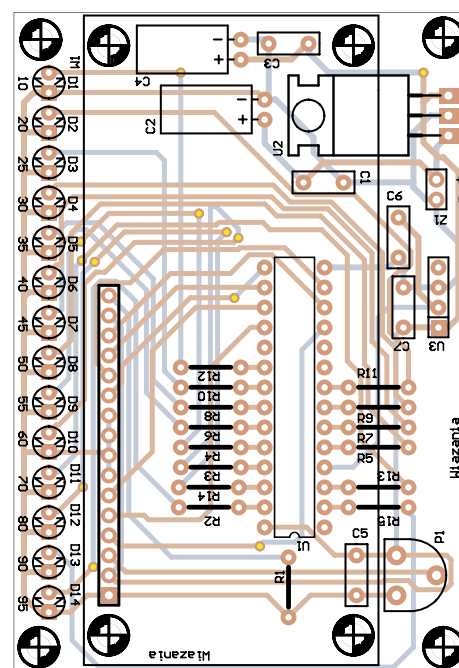 1M
D1
10
D2
20
D3
25
D4
30
D5
35
D6
40
D7
45
D8
50
D9
55
D10
60
D11
70
D12
80
D13
90
D14
95
C4
-
+
C3
C2
-
+
U2
C1
Z1
C6
C7
U3
R12
R10
R8
R6
R4
R3
R14
R2
R11
R9
R7
R5
R13
R15
U1
R1
C5
P1
Wiazania
Wiazania